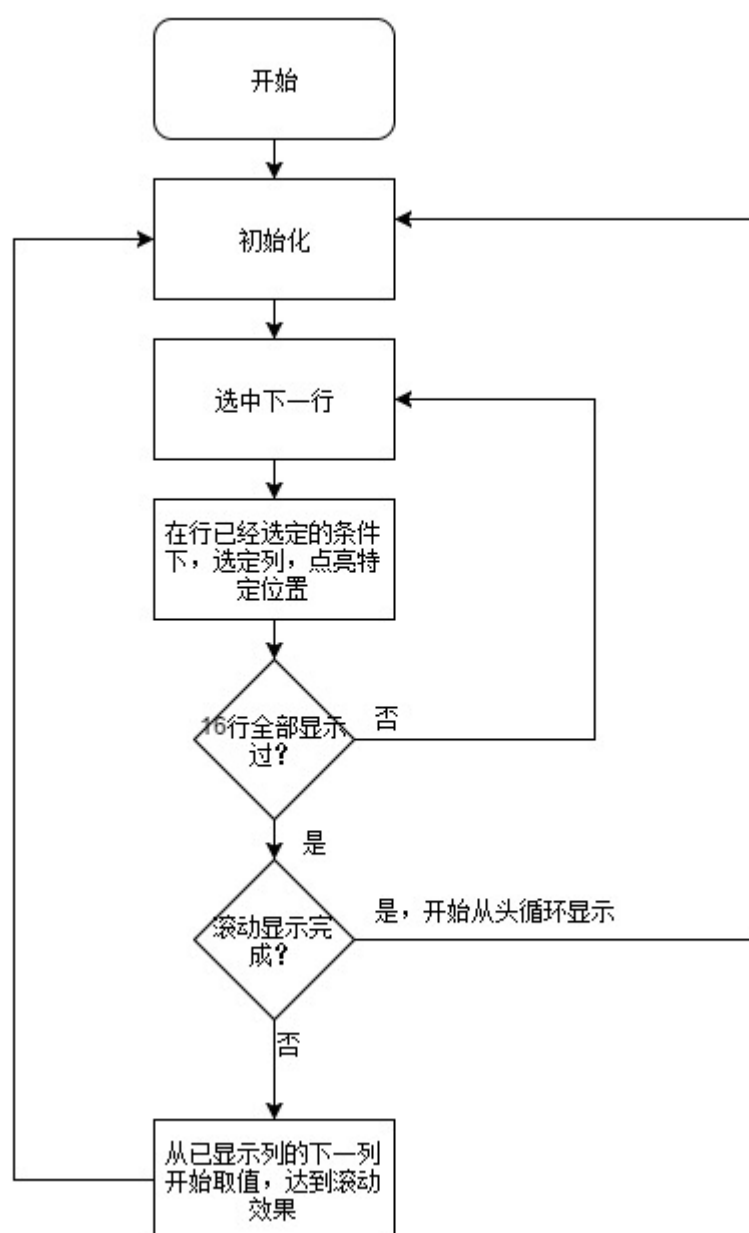 开始
初始化
选中下一行
在行已经选定的条件
下，选定列，点亮特
定位置
16行全部显示
过？
否
是
滚动显示完
成？
是，开始从头循环显示
否
从已显示列的下一列
开始取值，达到滚动
效果